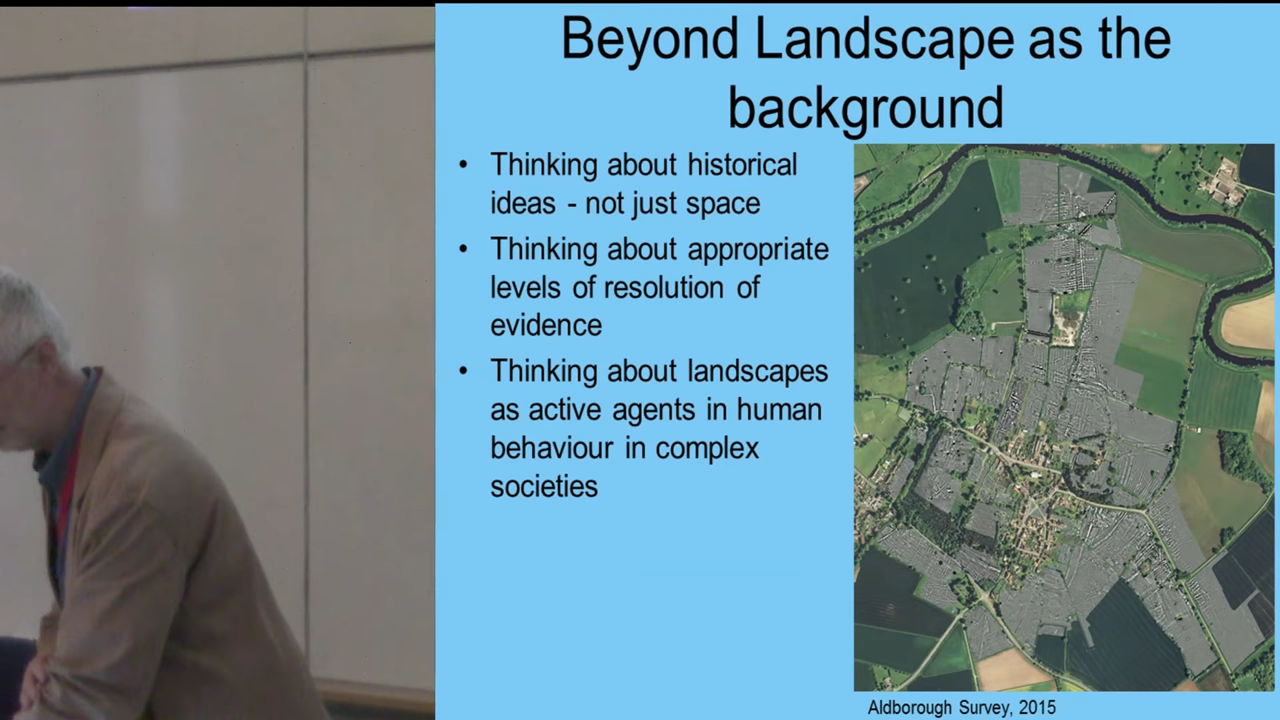 Beyond Landscape as the
background
• Thinking about historical
ideas - not just space
• Thinking about appropriate
levels of resolution of
evidence
• Thinking about landscapes
as active agents in human
behaviour in complex
societies
Aldborough Survey, 2015